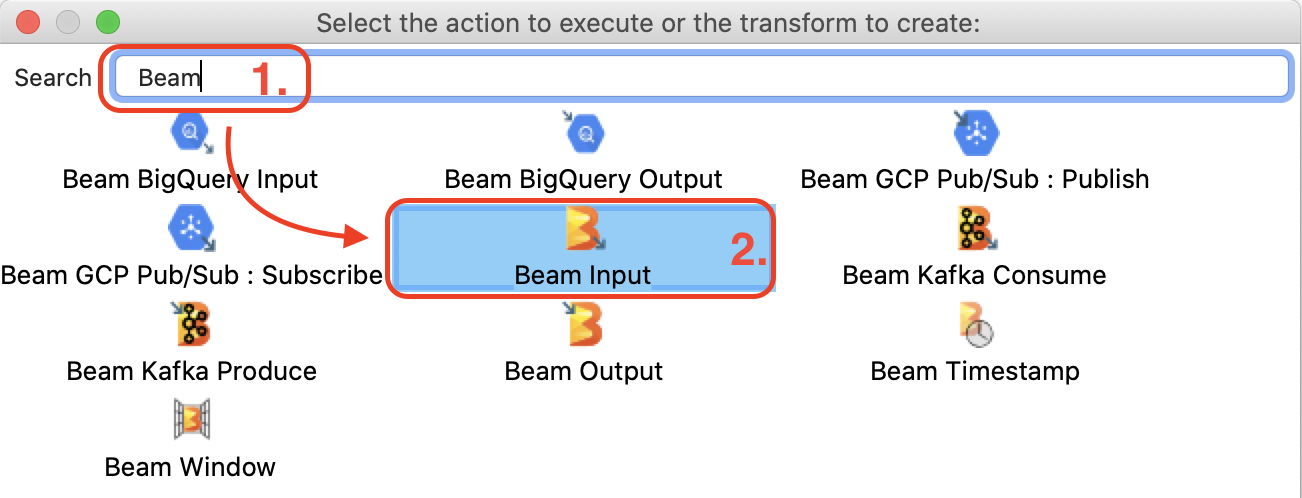 Select the action to execute or the transform to create:
Search Beam 1.
Beam BigQuery Input Beam BigQuery Output Beam GCP Pub/Sub : Publish
2.
Beam GCP Pub/Sub : Subscribe Beam Input Beam Kafka Consume
Beam Kafka Produce Beam Output Beam Timestamp
Beam Window